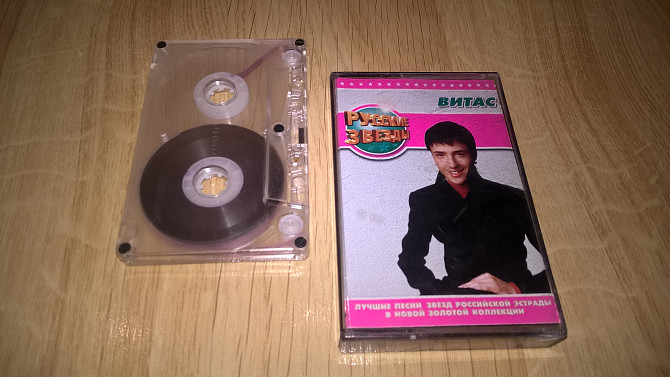 ВИТАС
РУССКИЕ
ЗВЕЗДЫ
ЛУЧШИЕ ПЕСНИ ЗВЕЗД РОССИЙСКОЙ ЭСТРАДЫ
В НОВОЙ ЗОЛОТОЙ КОЛЛЕКЦИИ